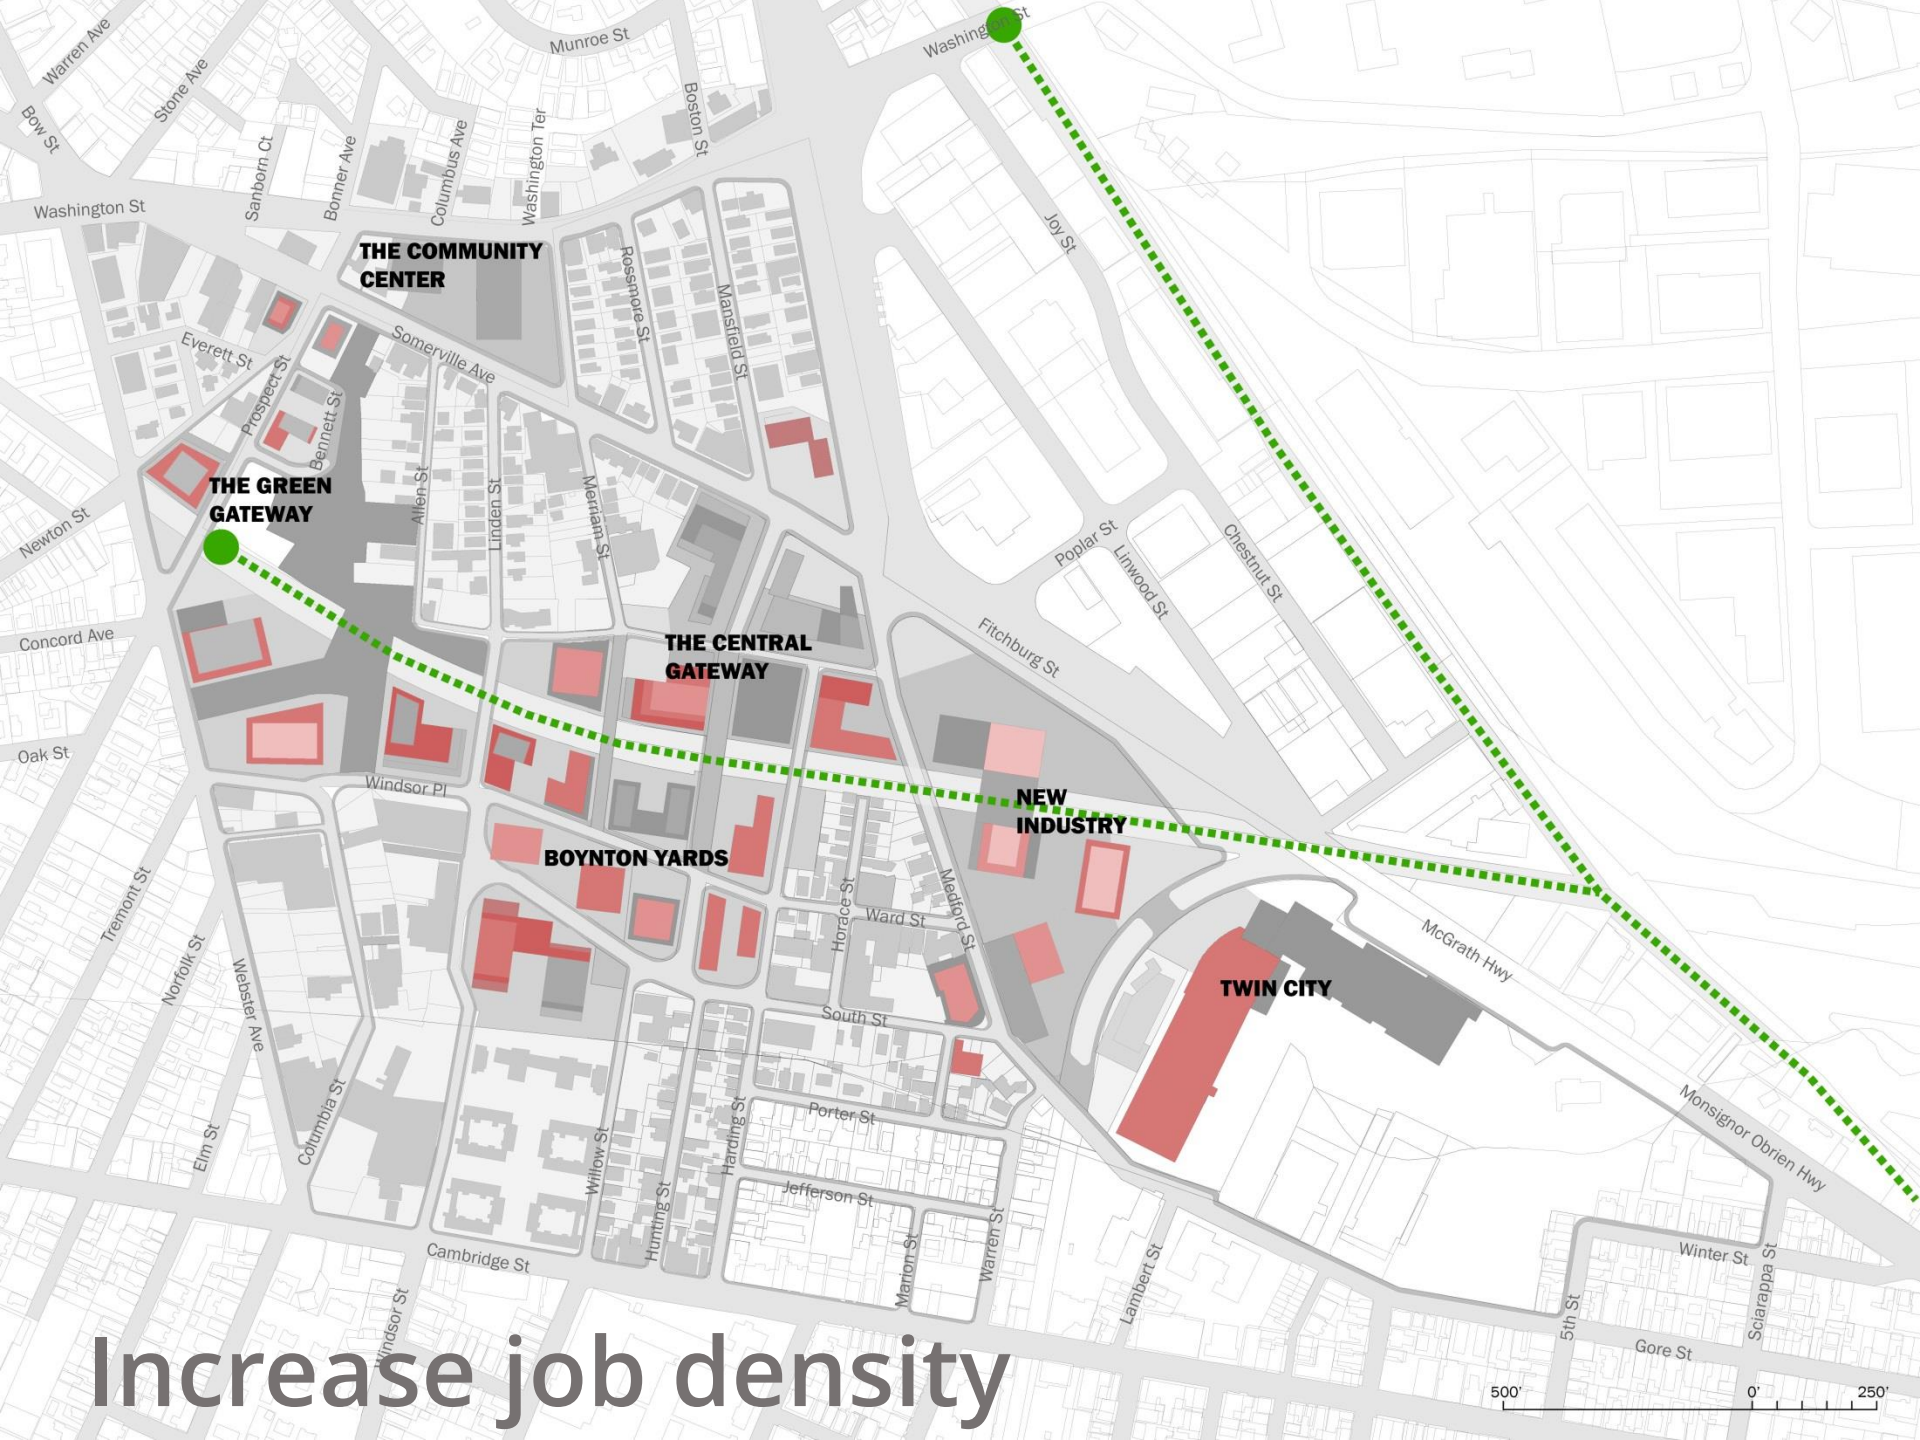 Washington St
Munroe St
Warren Ave
Stone Ave
Bow St
Boston St
Sanborn Ct
Bonner Ave
Columbus Ave
Washington Ter
Washington St
Joy St
THE COMMUNITY
CENTER
Rossmore St
Mansfield St
Everett St
Somerville Ave
Prospect St
Bennett St
THE GREEN
GATEWAY
Allen St
Linden St
Merriam St
Newton St
Poplar St
Linwood St
Chestnut St
Concord Ave
Fitchburg St
THE CENTRAL
GATEWAY
Oak St
Windsor Pl
NEW
INDUSTRY
BOYNTON YARDS
Tremont St
Norfolk St
Webster Ave
Horace St
Ward St
Medford St
McGrath Hwy
TWIN CITY
South St
Columbia St
Elm St
Porter St
Harding St
Willow St
Hunting St
Jefferson St
Marion St
Warren St
Monsignor Obrien Hwy
Cambridge St
Windsor St
Lambert St
Winter St
5th St
Sciarappa St
Gore St
Increase job density
500' 0' 250'